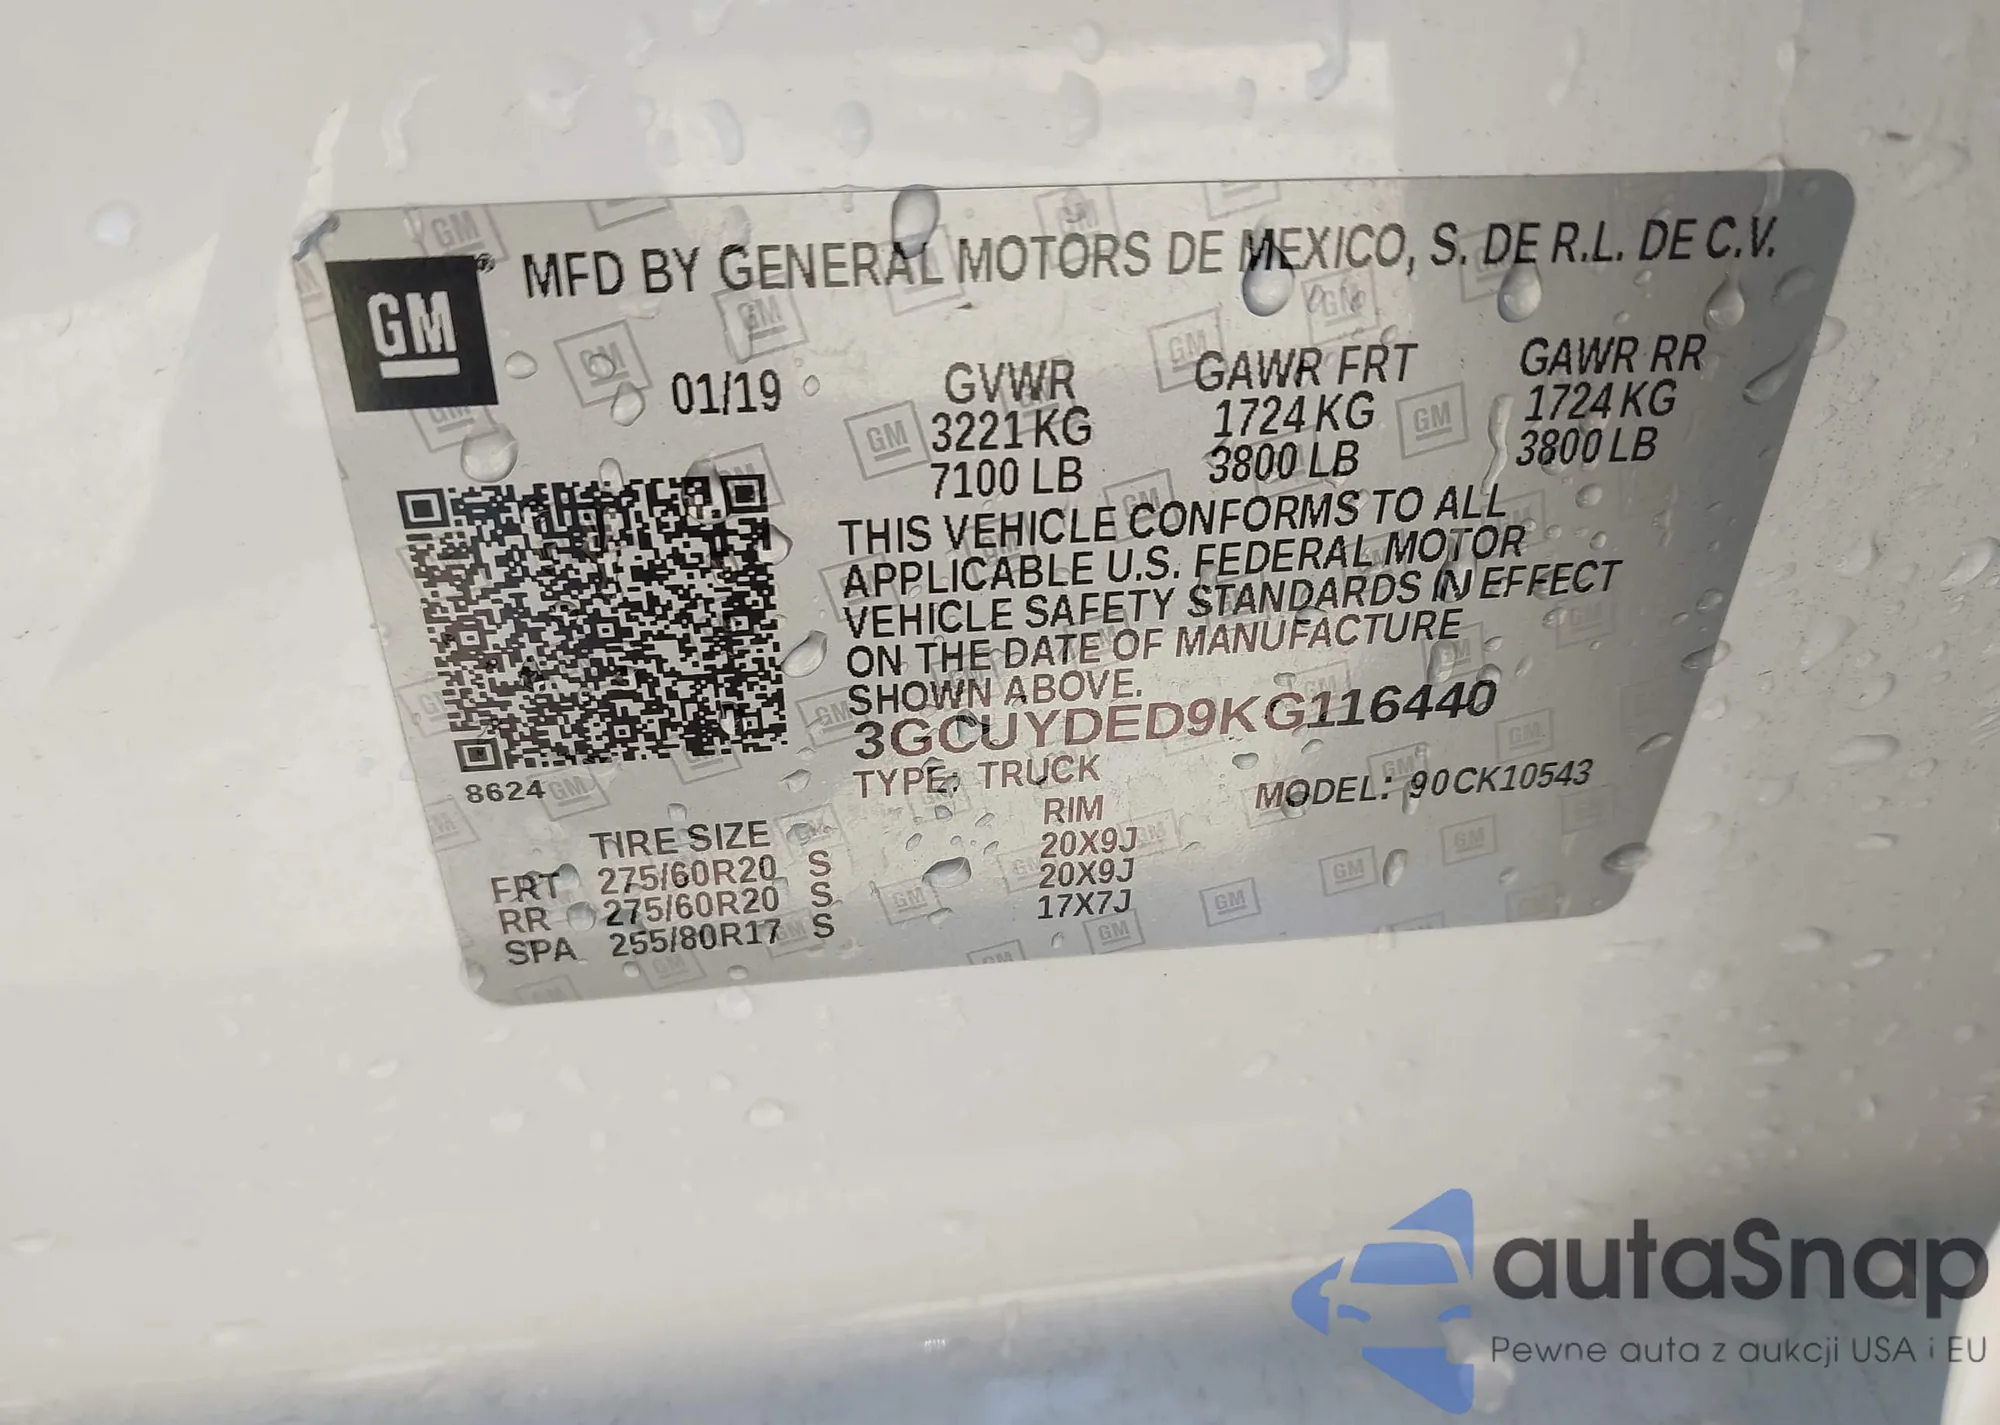 GM® MFD BY GENERAL MOTORS DE MEXICO, S. DE R.L. DE C.V.
01/19 GVWR GAWR FRT GAWR RR
3221 KG 1724 KG 1724 KG
7100 LB 3800 LB 3800 LB
THIS VEHICLE CONFORMS TO ALL
APPLICABLE U.S. FEDERAL MOTOR
VEHICLE SAFETY STANDARDS IN EFFECT
ON THE DATE OF MANUFACTURE
SHOWN ABOVE.
3GCUYDED9KG116440
8624 TYPE: TRUCK MODEL: 90CK10543
TIRE SIZE RIM
FRT 275/60R20 S 20X9J
RR 275/60R20 S 20X9J
SPA 255/80R17 S 17X7J
autaSnap
Pewne auta z aukcji USA i EU